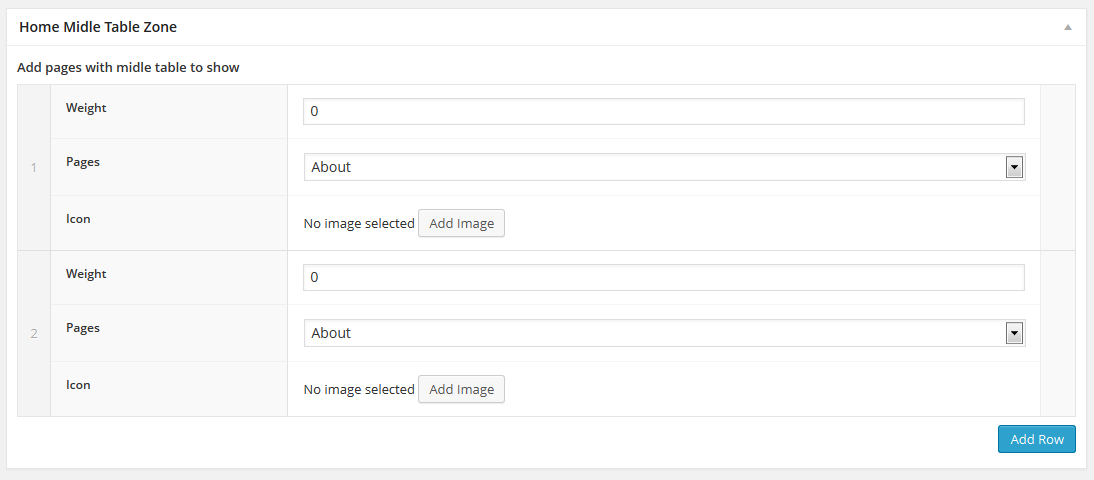 Home Midle Table Zone
Add pages with midle table to show
Weight
0
1
Pages
About
Icon
No image selected Add Image
Weight
0
2
Pages
About
Icon
No image selected Add Image
Add Row